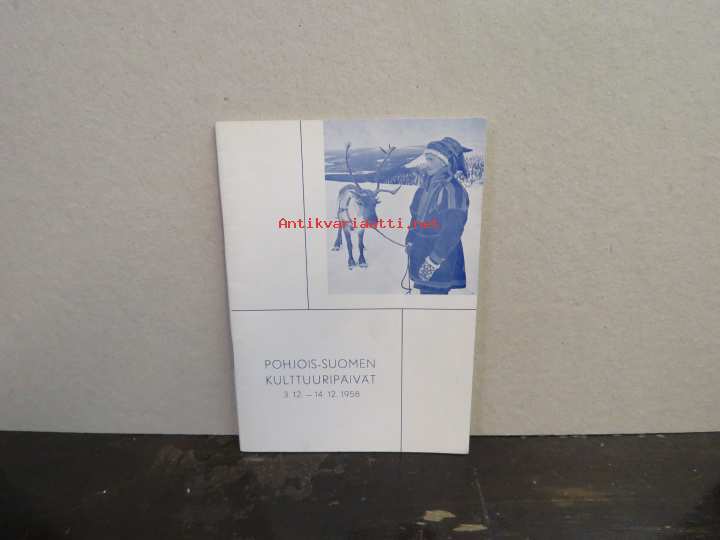 Antikvariaatti.net
POHJOIS-SUOMEN
KULTTUURIPÄIVÄT
3. 12. – 14. 12. 1958